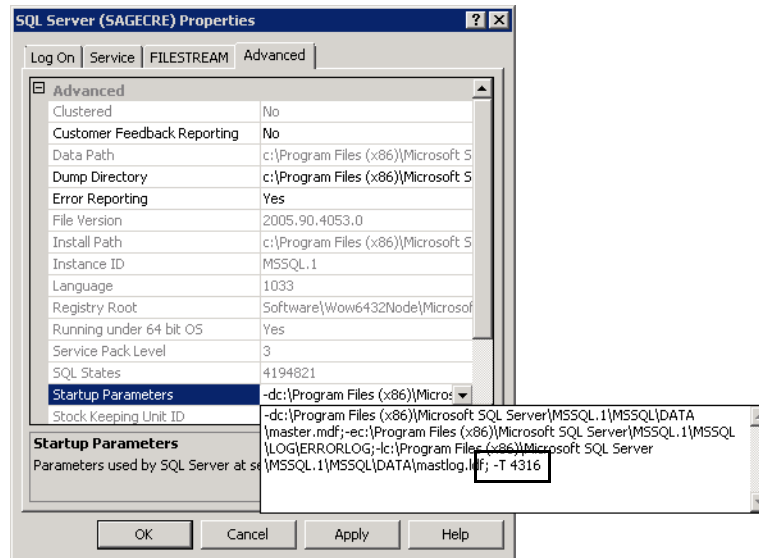 SQL Server (SAGECRE) Properties
Log On Service FILESTREAM Advanced
Advanced
Clustered No
Customer Feedback Reporting No
Data Path c:\Program Files (x86)\Microsoft S
Dump Directory c:\Program Files (x86)\Microsoft S
Error Reporting Yes
File Version 2005.90.4053.0
Install Path c:\Program Files (x86)\Microsoft S
Instance ID MSSQL.1
Language 1033
Registry Root Software\Wow6432Node\Microsof
Running under 64 bit OS Yes
Service Pack Level 3
SQL States 4194821
Startup Parameters -dc:\Program Files (x86)\Micros
Stock Keeping Unit ID
-dc:\Program Files (x86)\Microsoft SQL Server\MSSQL.1\MSSQL\DATA
\master.mdf;-ec:\Program Files (x86)\Microsoft SQL Server\MSSQL.1\MSSQL
\LOG\ERRORLOG;-lc:\Program Files (x86)\Microsoft SQL Server
\MSSQL.1\MSSQL\DATA\mastlog.ldf; -T 4316
Startup Parameters
Parameters used by SQL Server at se
OK Cancel Apply Help